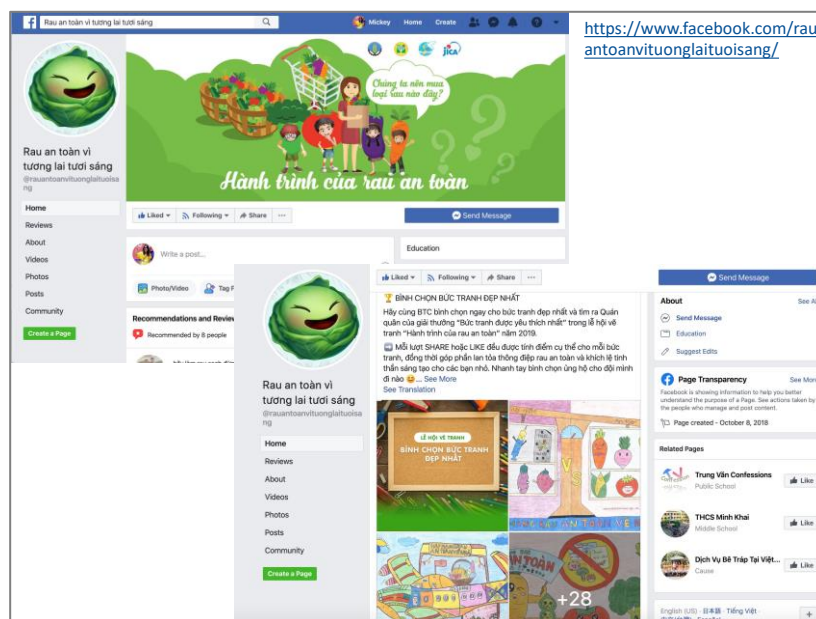 Rau an toàn vì tương lai tươi sáng
Mickey Home Create
https://www.facebook.com/rau
antoanvituonglaituoisang/
jica
Chúng ta nên mua
loại rau nào đây?
Hành trình của rau an toàn
Rau an toàn vì
tương lai tươi sáng
@rauantoanvituonglaituoisa
ng
Home
Reviews
About
Videos
Photos
Posts
Community
Create a Page
Liked Following Share
Send Message
Write a post...
Photo/Video
Education
Recommended by 8 people
Rau an toàn vì
tương lai tươi sáng
@rauantoanvituonglaituoisa
ng
Home
Reviews
About
Videos
Photos
Posts
Community
Create a Page
Liked Following Share
Send Message
BÌNH CHỌN BỨC TRANH ĐẸP NHẤT
Hãy cùng BTC bình chọn ngay cho bức tranh đẹp nhất và tìm ra Quán
quân của giải thưởng "Bức tranh được yêu thích nhất" trong lễ hội vẽ
tranh "Hành trình của rau an toàn" năm 2019.
Mỗi lượt SHARE hoặc LIKE đều được tính điểm cụ thể cho mỗi bức
tranh, đồng thời góp phần lan tỏa thông điệp rau an toàn và khích lệ tinh
thần sáng tạo cho các bạn nhỏ. Nhanh tay bình chọn ủng hộ cho đội mình
đi nào ... See More
See Translation
LỄ HỘI VẼ TRANH
BÌNH CHỌN BỨC TRANH
ĐẸP NHẤT
VS
+28
About
Send Message
Education
Suggest Edits
Page Transparency
Facebook is showing information to help you better
understand the purpose of a Page. See actions taken by
the people who manage and post content.
Page created - October 8, 2018
Related Pages
Trung Văn Confessions
Public School
Like
THCS Minh Khai
Middle School
Like
Dịch Vụ Bê Tráp Tại Việt...
Cause
Like
English (US) · 日本語 · Tiếng Việt ·